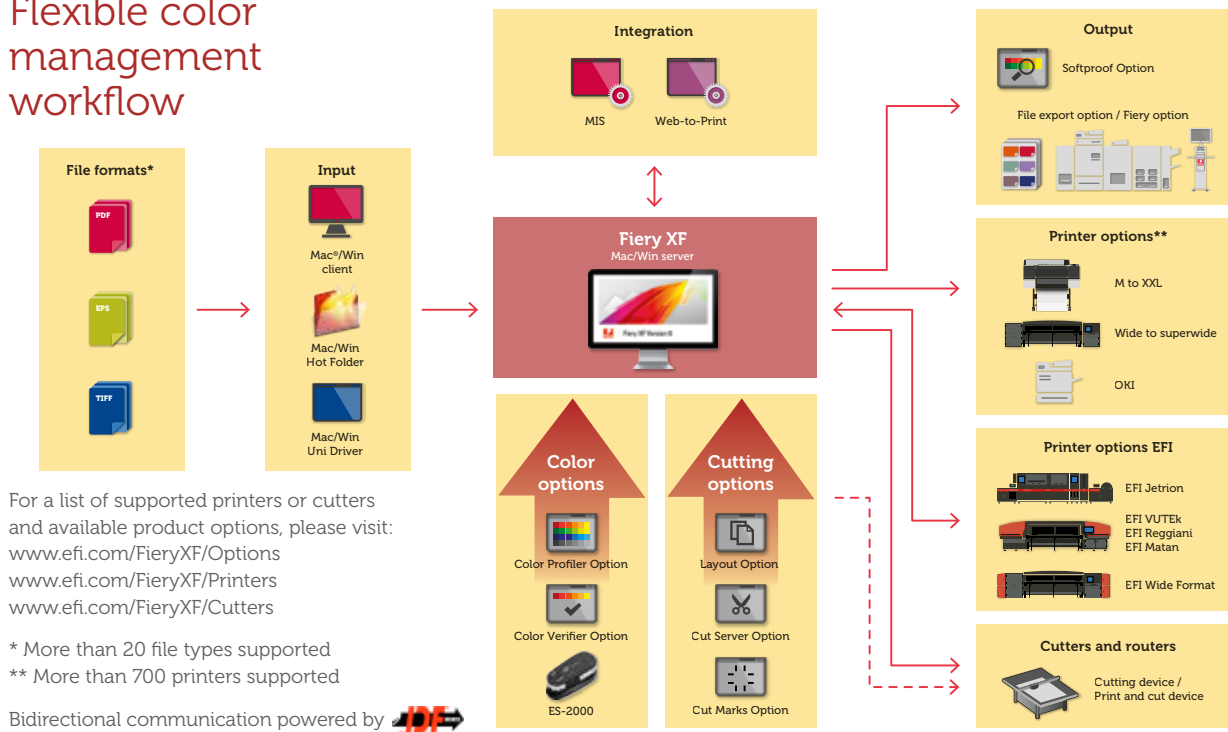 Flexible color
management
workflow
File formats*
PDF
EPS
TIFF
Input
Mac®/Win
client
Mac/Win
Hot Folder
Mac/Win
Uni Driver
Integration
MIS
Web-to-Print
Fiery XF
Mac/Win server
Fiery XF Version 6
Color
options
Color Profiler Option
Color Verifier Option
ES-2000
Cutting
options
Layout Option
Cut Server Option
Cut Marks Option
Output
Softproof Option
File export option / Fiery option
Printer options**
M to XXL
Wide to superwide
OKI
Printer options EFI
EFI Jetrion
EFI VUTEk
EFI Reggiani
EFI Matan
EFI Wide Format
Cutters and routers
Cutting device /
Print and cut device
For a list of supported printers or cutters
and available product options, please visit:
www.efi.com/FieryXF/Options
www.efi.com/FieryXF/Printers
www.efi.com/FieryXF/Cutters
* More than 20 file types supported
** More than 700 printers supported
Bidirectional communication powered by JDF